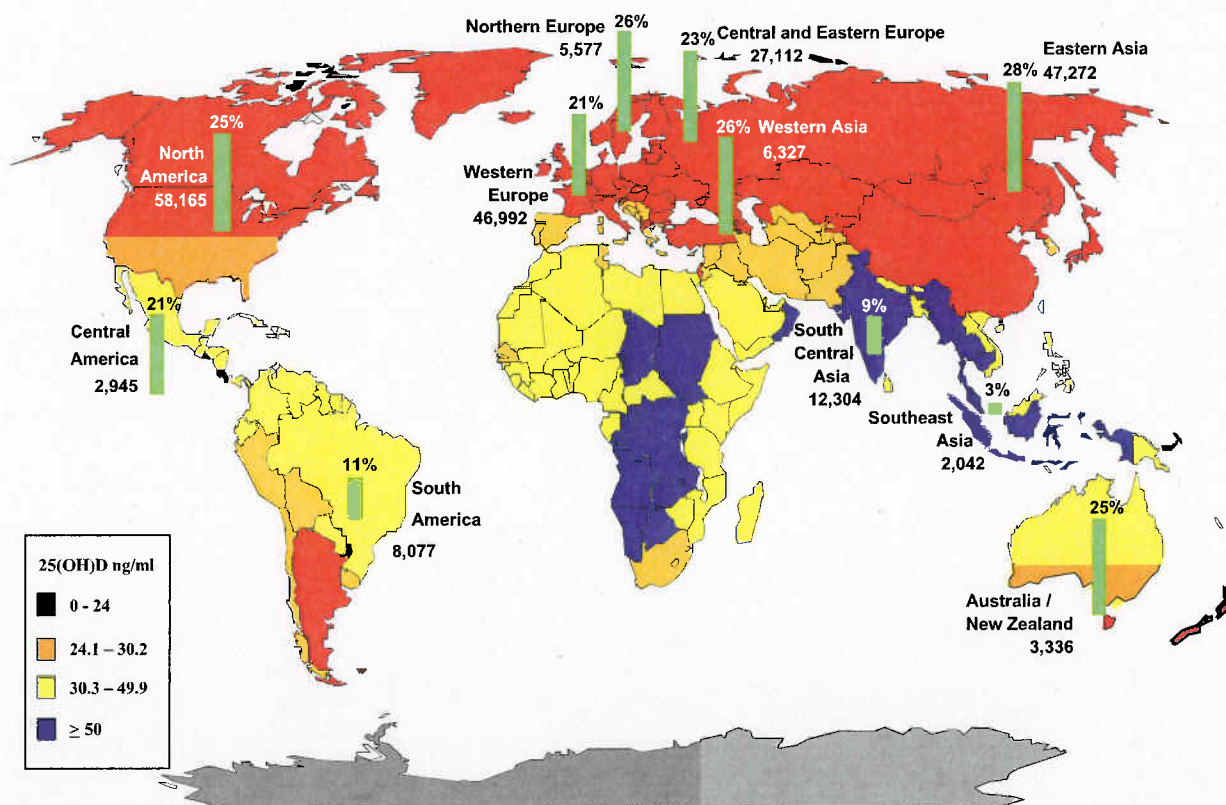 Northern Europe 26%
5,577
23% Central and Eastern Europe
27,112
Eastern Asia
28% 47,272
21%
25%
North
America
58,165
26% Western Asia
6,327
Western
Europe
46,992
21%
Central
America
2,945
9%
South
Central
Asia
12,304
3%
Southeast
Asia
2,042
11%
South
America
8,077
25%
Australia /
New Zealand
3,336
25(OH)D ng/ml
0 - 24
24.1 – 30.2
30.3 – 49.9
≥ 50